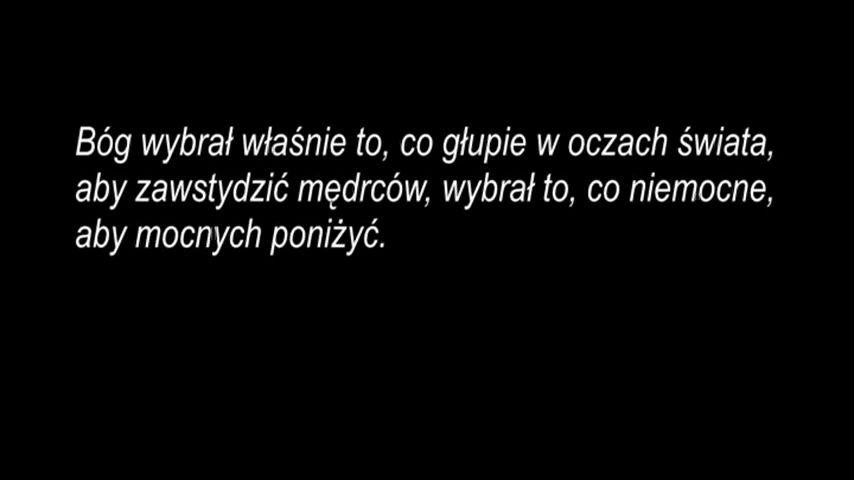 Bóg wybrał właśnie to, co głupie w oczach świata,
aby zawstydzić mędrców, wybrał to, co niemocne,
aby mocnych poniżyć.